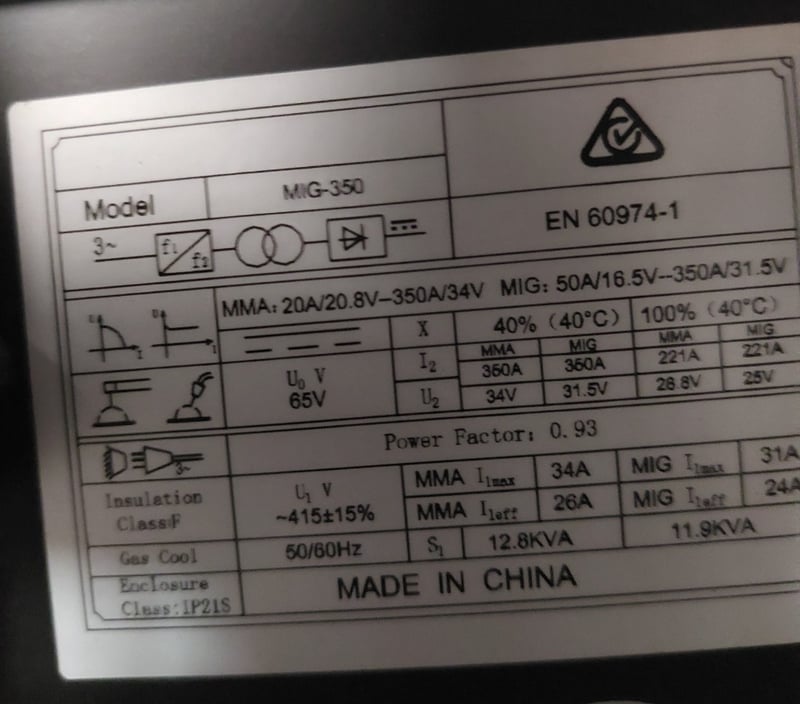 Model MIG-350
EN 60974-1
3~ f₁ f₂
MMA: 20A/20.8V--350A/34V MIG: 50A/16.5V--350A/31.5V
X 40% (40°C) 100% (40°C)
MMA MIG MMA MIG
I₂ 350A 350A 221A 221A
U₀ V
65V
U₂ 34V 31.5V 28.8V 25V
Power Factor: 0.93
3~
Insulation
Class:F
U₁ V
~415±15%
MMA I₁max 34A MIG I₁max 31A
MMA I₁eff 26A MIG I₁eff 24A
Gas Cool 50/60Hz S₁ 12.8KVA 11.9KVA
Enclosure
Class:IP21S
MADE IN CHINA